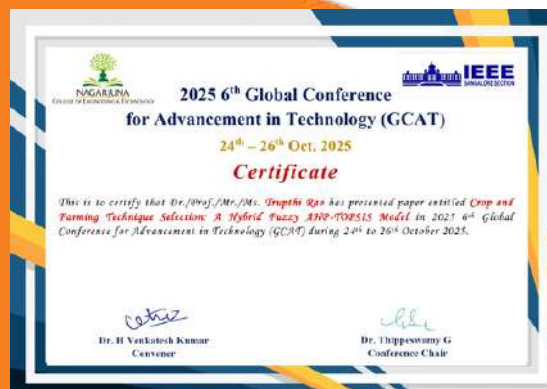 NAGARJUNA
COLLEGE OF ENGINEERING & TECHNOLOGY
IEEE
BANGALORE SECTION
2025 6th Global Conference
for Advancement in Technology (GCAT)
24th – 26th Oct. 2025
Certificate
This is to certify that Dr./Prof./Mr./Ms. Trupthi Rao has presented paper entitled Crop and
Farming Technique Selection: A Hybrid Fuzzy AHP-TOPSIS Model in 2025 6th Global
Conference for Advancement in Technology (GCAT) during 24th to 26th October 2025.
Dr. H Venkatesh Kumar
Convener
Dr. Thippeswamy G
Conference Chair